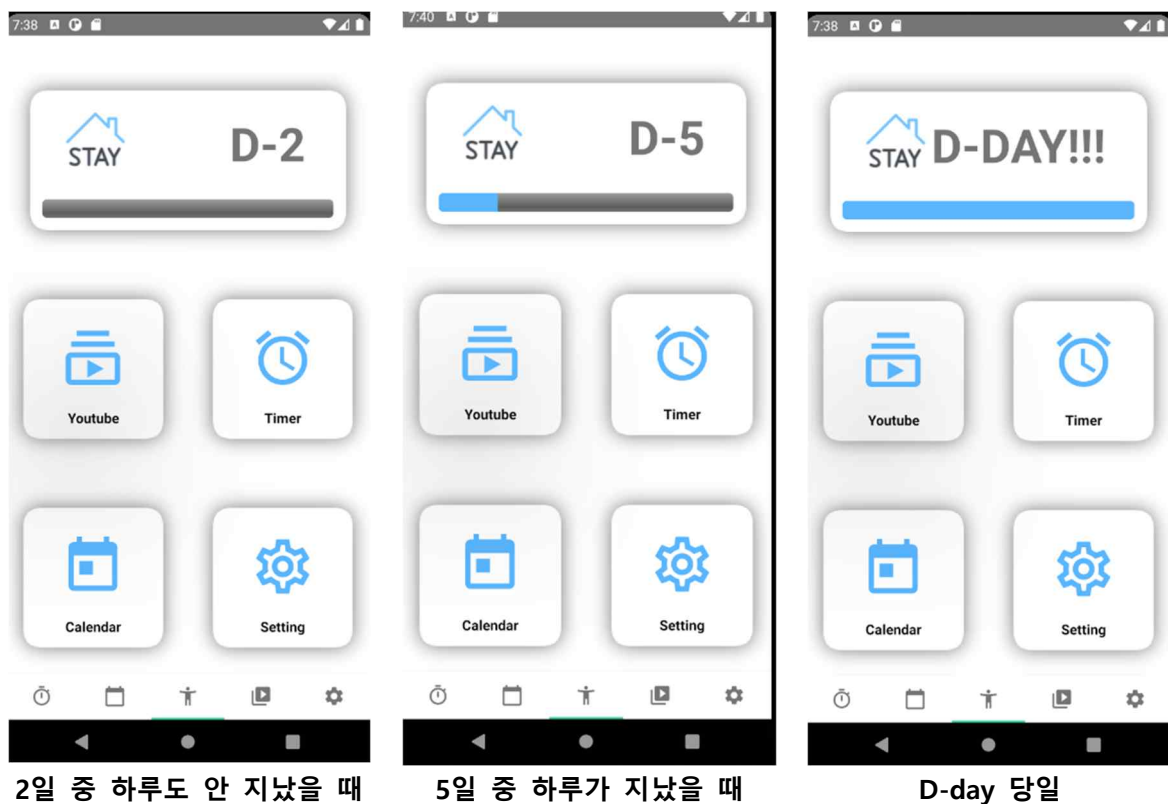 7:38
STAY
D-2
Youtube
Timer
Calendar
Setting
2일 중 하루도 안 지났을 때
7:40
STAY
D-5
Youtube
Timer
Calendar
Setting
5일 중 하루가 지났을 때
7:38
STAY
D-DAY!!!
Youtube
Timer
Calendar
Setting
D-day 당일